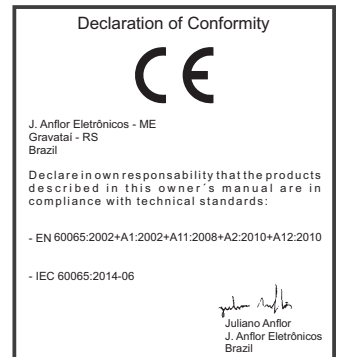 Declaration of Conformity
CE
J. Anflor Eletrônicos - ME
Gravataí - RS
Brazil
Declare in own responsability that the products
described in this owner´s manual are in
compliance with technical standards:
- EN 60065:2002+A1:2002+A11:2008+A2:2010+A12:2010
- IEC 60065:2014-06
Juliano Anflor
J. Anflor Eletrônicos
Brazil